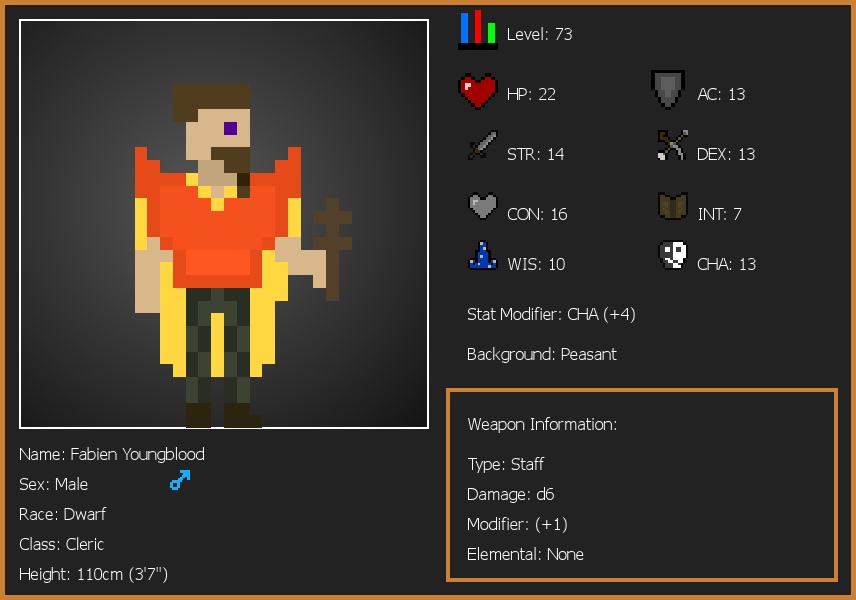 Level: 73
HP: 22
AC: 13
STR: 14
DEX: 13
CON: 16
INT: 7
WIS: 10
CHA: 13
Stat Modifier: CHA (+4)
Background: Peasant
Weapon Information:
Type: Staff
Damage: d6
Modifier: (+1)
Elemental: None
Name: Fabien Youngblood
Sex: Male
Race: Dwarf
Class: Cleric
Height: 110cm (3'7")